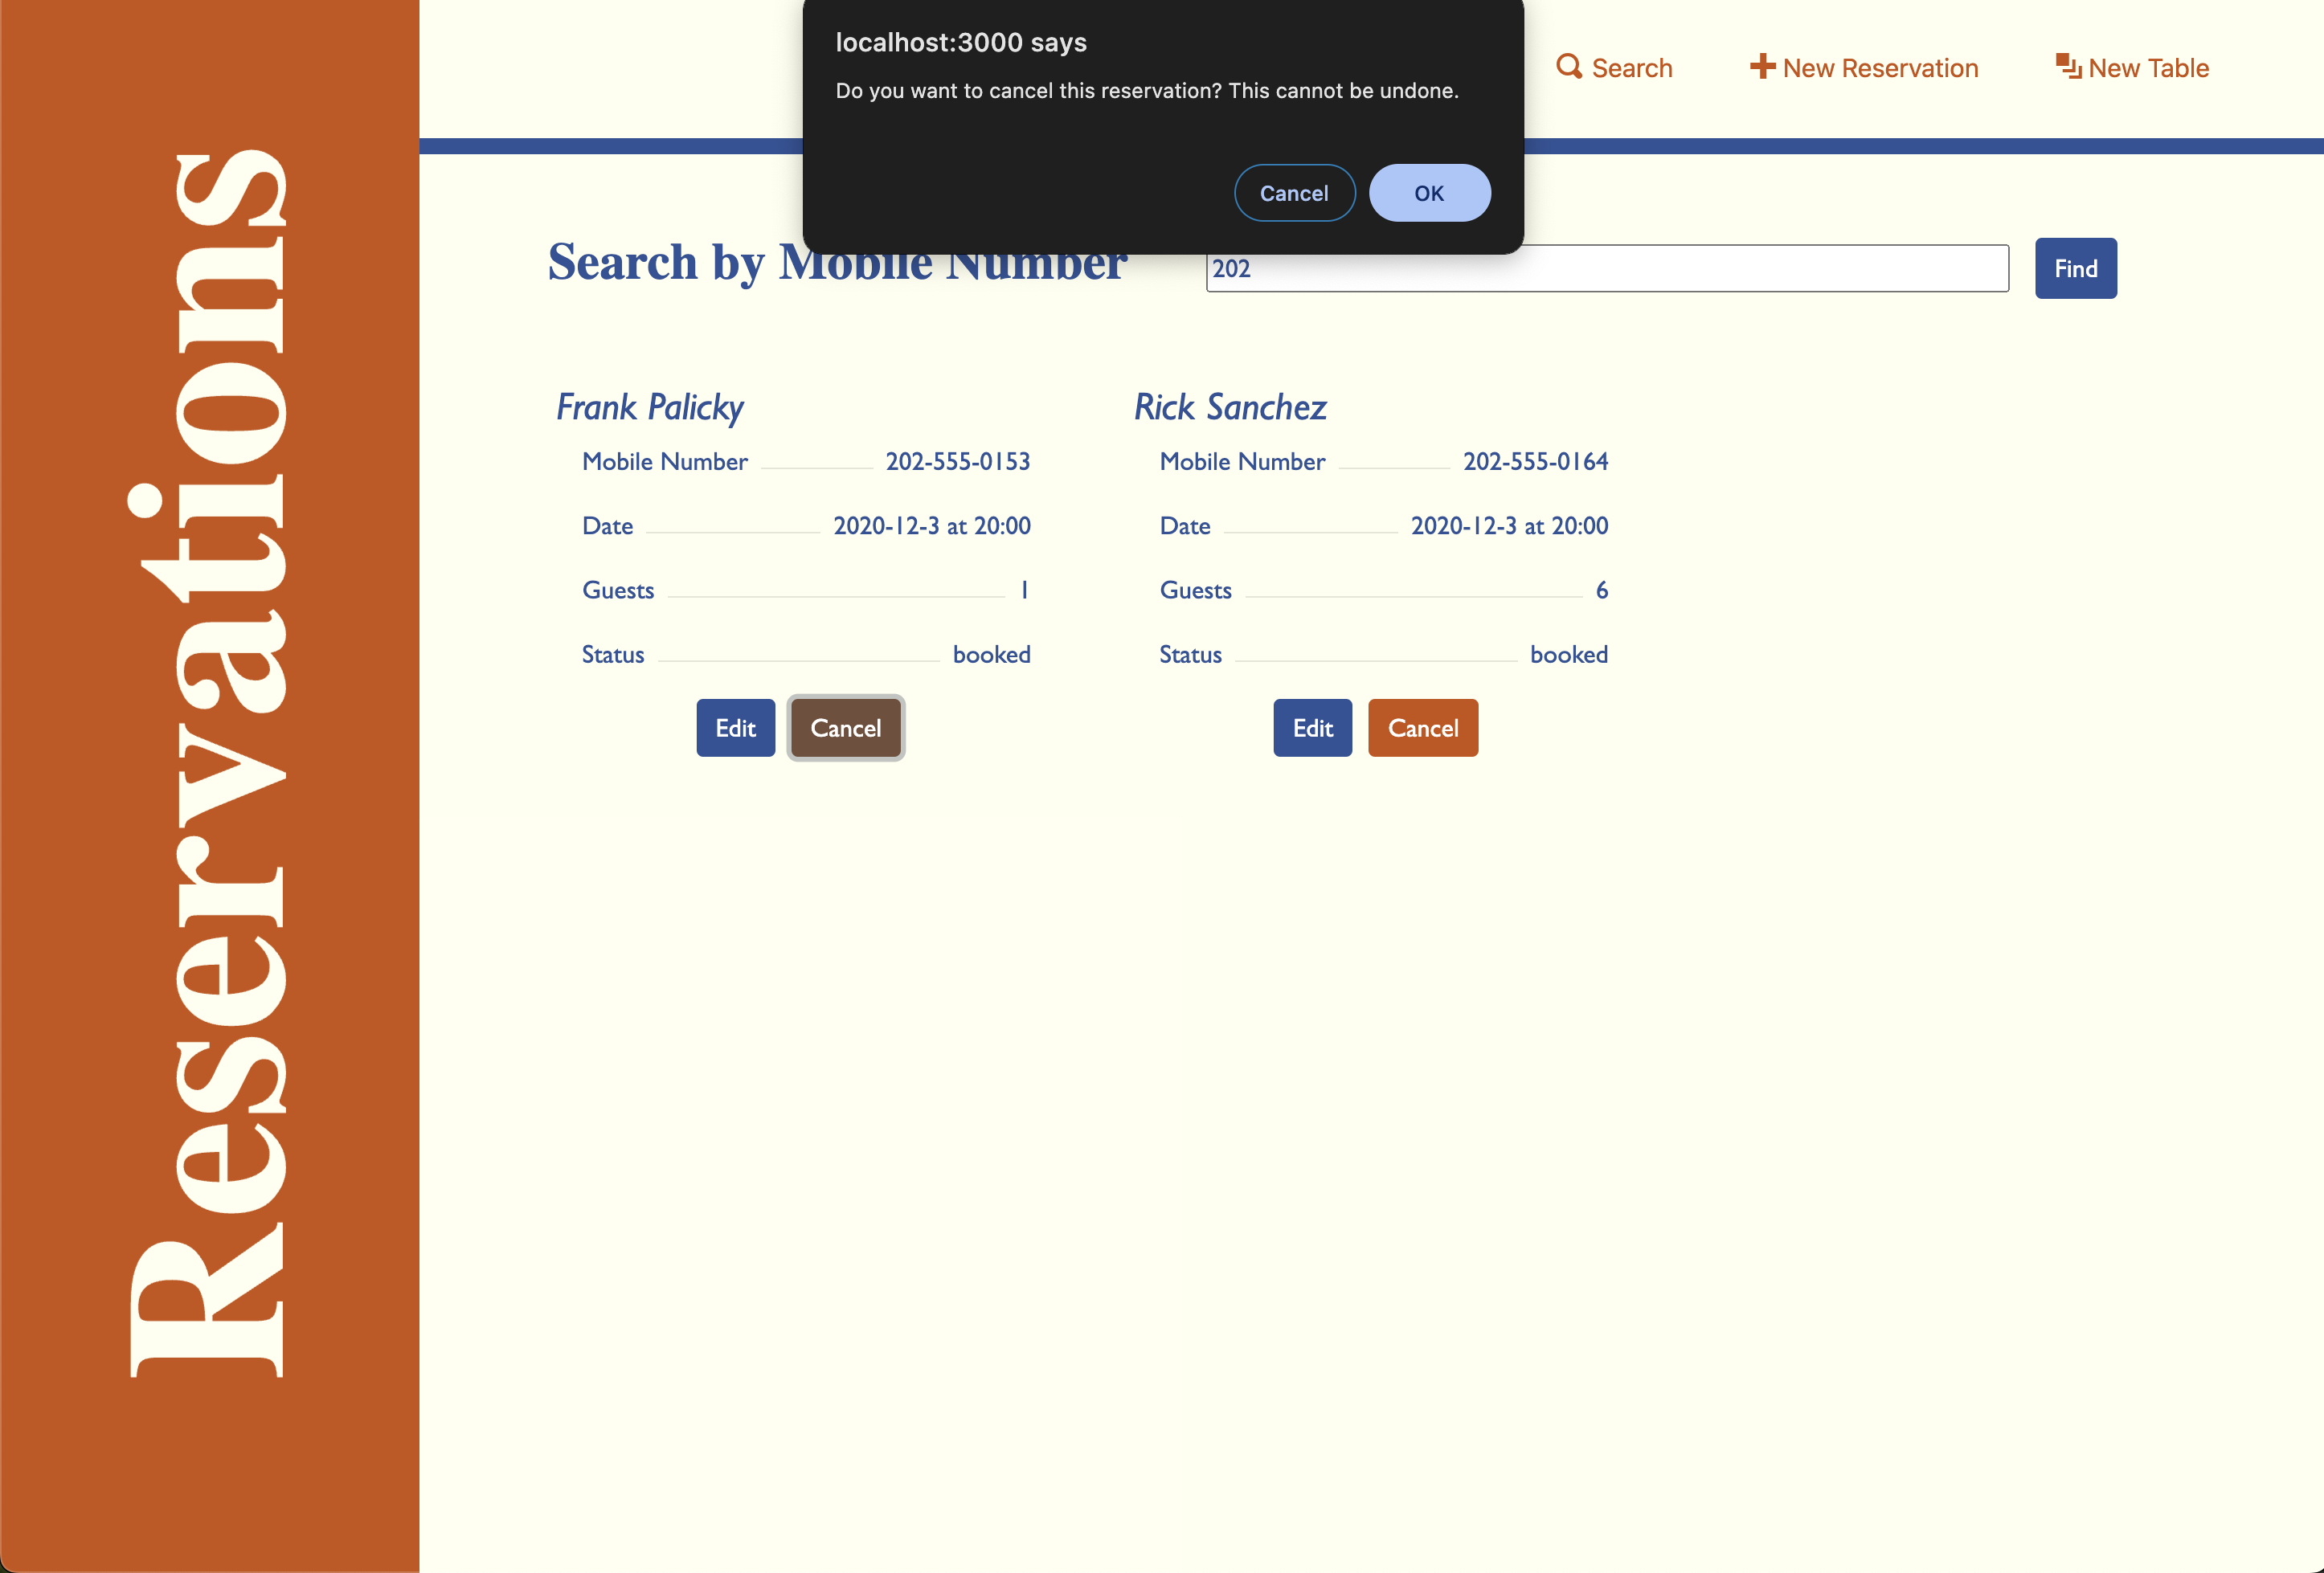 Reservations
localhost:3000 says
Do you want to cancel this reservation? This cannot be undone.
Cancel OK
Search New Reservation New Table
Search by Mobile Number 202 Find
Frank Palicky
Mobile Number 202-555-0153
Date 2020-12-3 at 20:00
Guests 1
Status booked
Edit Cancel
Rick Sanchez
Mobile Number 202-555-0164
Date 2020-12-3 at 20:00
Guests 6
Status booked
Edit Cancel